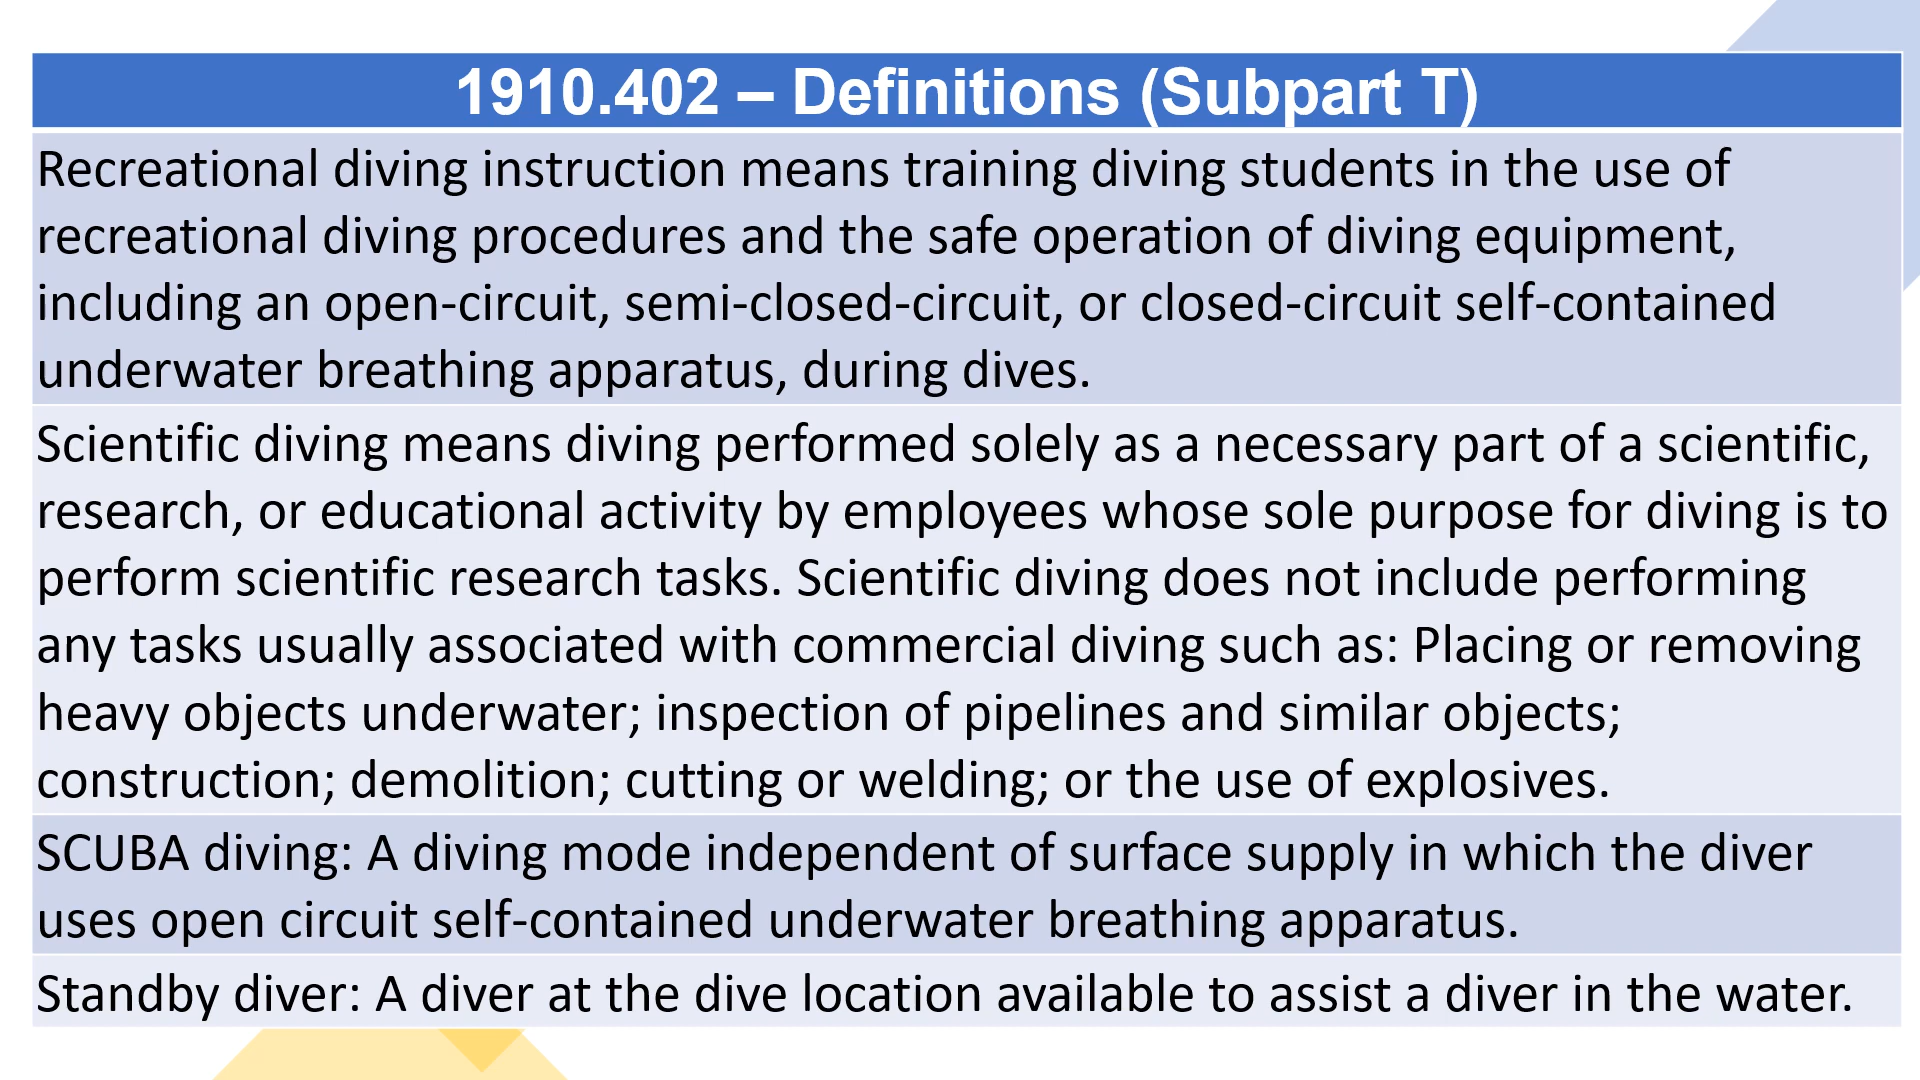 1910.402 – Definitions (Subpart T)
Recreational diving instruction means training diving students in the use of
recreational diving procedures and the safe operation of diving equipment,
including an open-circuit, semi-closed-circuit, or closed-circuit self-contained
underwater breathing apparatus, during dives.
Scientific diving means diving performed solely as a necessary part of a scientific,
research, or educational activity by employees whose sole purpose for diving is to
perform scientific research tasks. Scientific diving does not include performing
any tasks usually associated with commercial diving such as: Placing or removing
heavy objects underwater; inspection of pipelines and similar objects;
construction; demolition; cutting or welding; or the use of explosives.
SCUBA diving: A diving mode independent of surface supply in which the diver
uses open circuit self-contained underwater breathing apparatus.
Standby diver: A diver at the dive location available to assist a diver in the water.